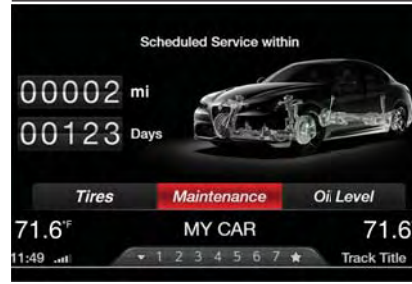 Scheduled Service within
00002 mi
00123 Days
Tires Maintenance Oil Level
71.6°F MY CAR 71.6
11:49 1 2 3 4 5 6 7 Track Title